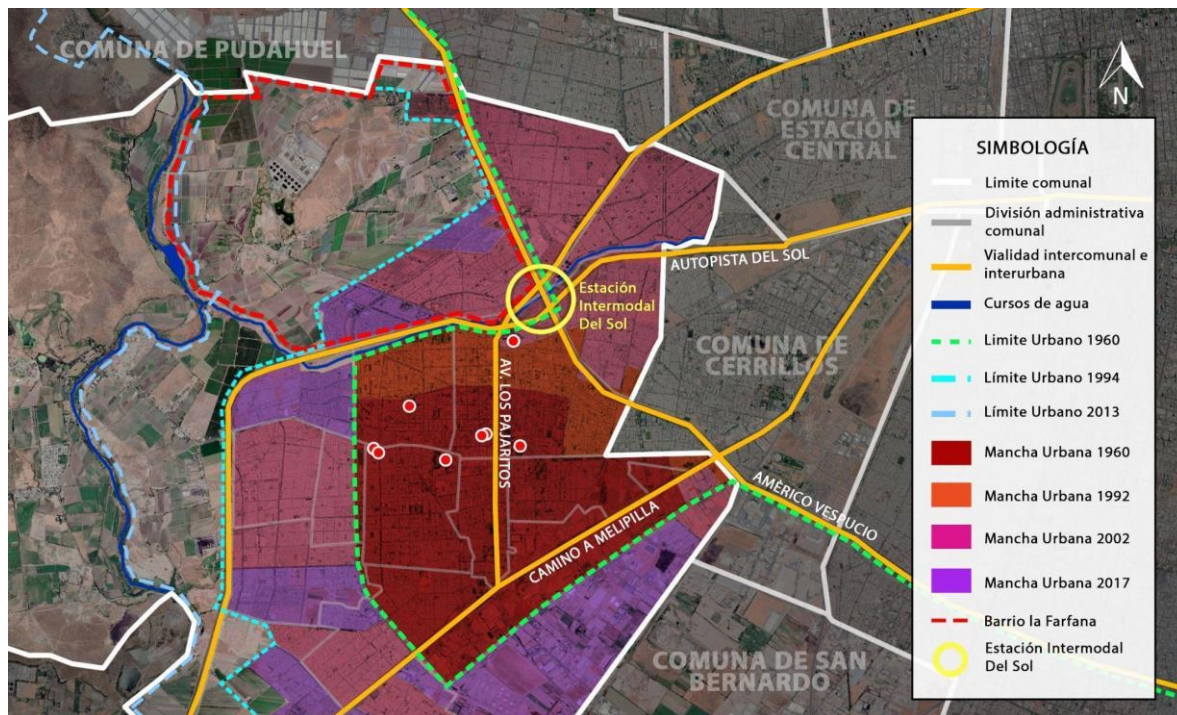 COMUNA DE PUDAHUEL
COMUNA DE
ESTACIÓN
CENTRAL
N
AUTOPISTA DEL SOL
Estación
Intermodal
Del Sol
COMUNA DE
CERRILLOS
AV. LOS PAJARITOS
AMÉRICO VESPUCIO
CAMINO A MELIPILLA
COMUNA DE SAN
BERNARDO
SIMBOLOGÍA
Limite comunal
División administrativa
comunal
Vialidad intercomunal e
interurbana
Cursos de agua
Limite Urbano 1960
Límite Urbano 1994
Límite Urbano 2013
Mancha Urbana 1960
Mancha Urbana 1992
Mancha Urbana 2002
Mancha Urbana 2017
Barrio la Farfana
Estación Intermodal
Del Sol